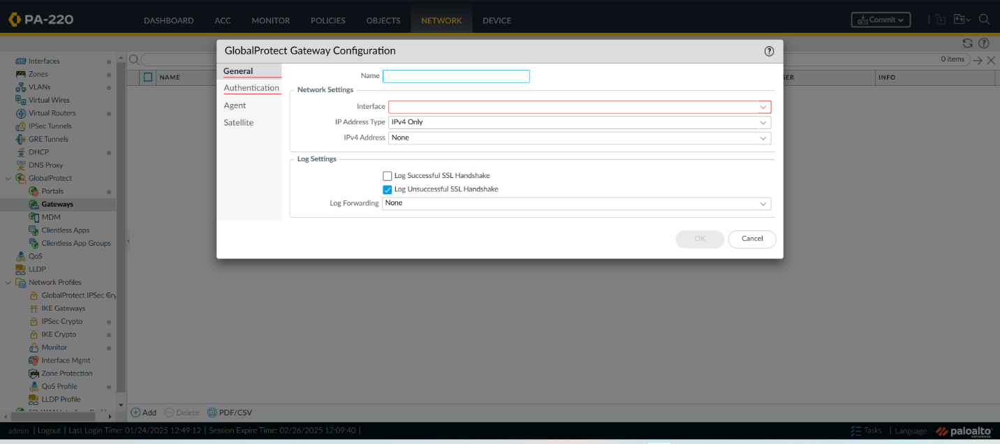 PA-220
DASHBOARD ACC MONITOR POLICIES OBJECTS NETWORK DEVICE Commit
GlobalProtect Gateway Configuration
General
Authentication
Agent
Satellite
Name
Network Settings
Interface
IP Address Type IPv4 Only
IPv4 Address None
Log Settings
Log Successful SSL Handshake
Log Unsuccessful SSL Handshake
Log Forwarding None
OK Cancel
0 items
NAME INFO
Interfaces
Zones
VLANs
Virtual Wires
Virtual Routers
IPSec Tunnels
GRE Tunnels
DHCP
DNS Proxy
GlobalProtect
Portals
Gateways
MDM
Clientless Apps
Clientless App Groups
QoS
LLDP
Network Profiles
GlobalProtect IPSec Cry
IKE Gateways
IPSec Crypto
IKE Crypto
Monitor
Interface Mgmt
Zone Protection
QoS Profile
LLDP Profile
Add Delete PDF/CSV
admin | Logout | Last Login Time: 01/24/2025 12:49:12 | Session Expire Time: 02/26/2025 12:09:40 | Tasks | Language paloalto
NETWORKS